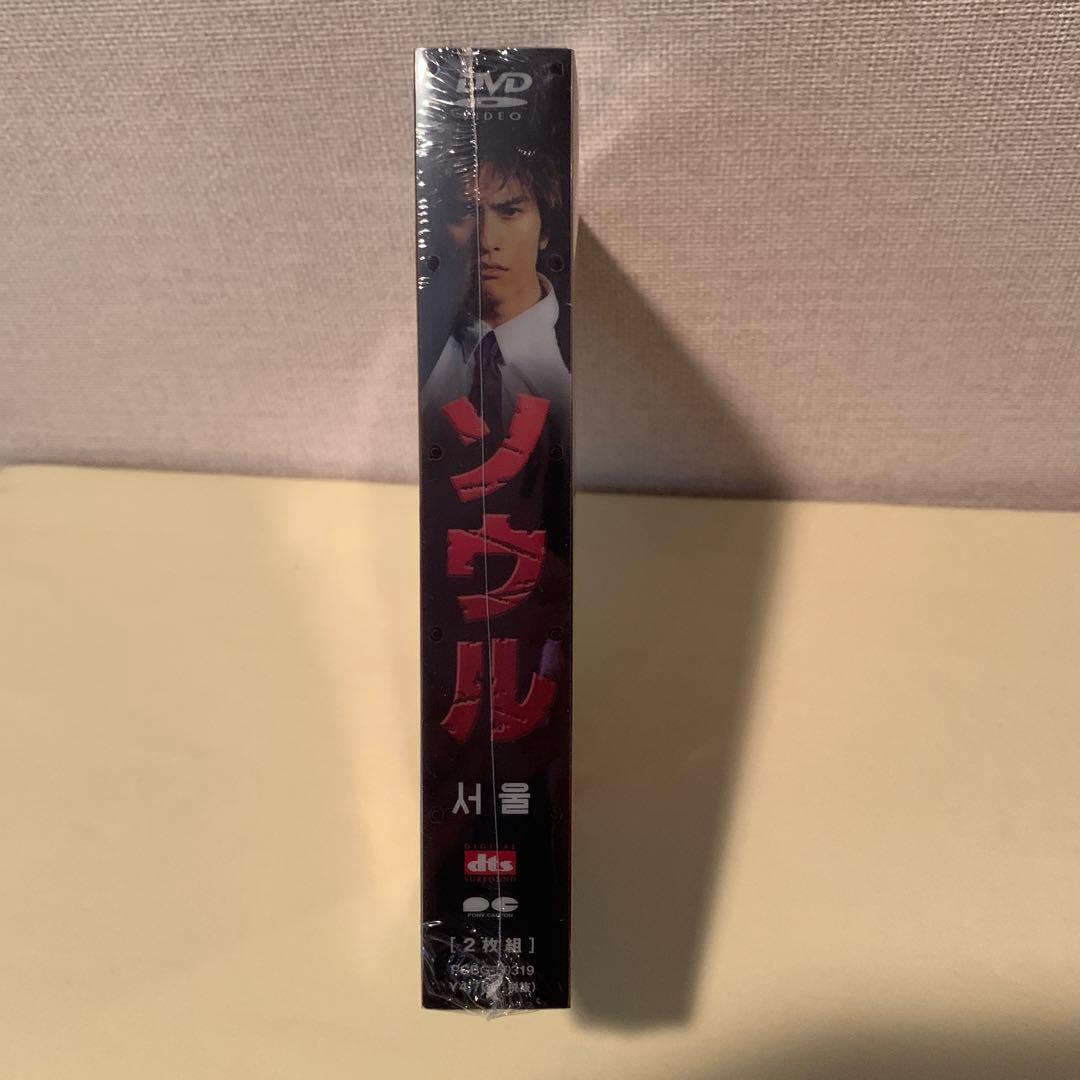 DVD
VIDEO
ソウル
서울
DIGITAL
dts
SURROUND
PONY CANYON
[2枚組]